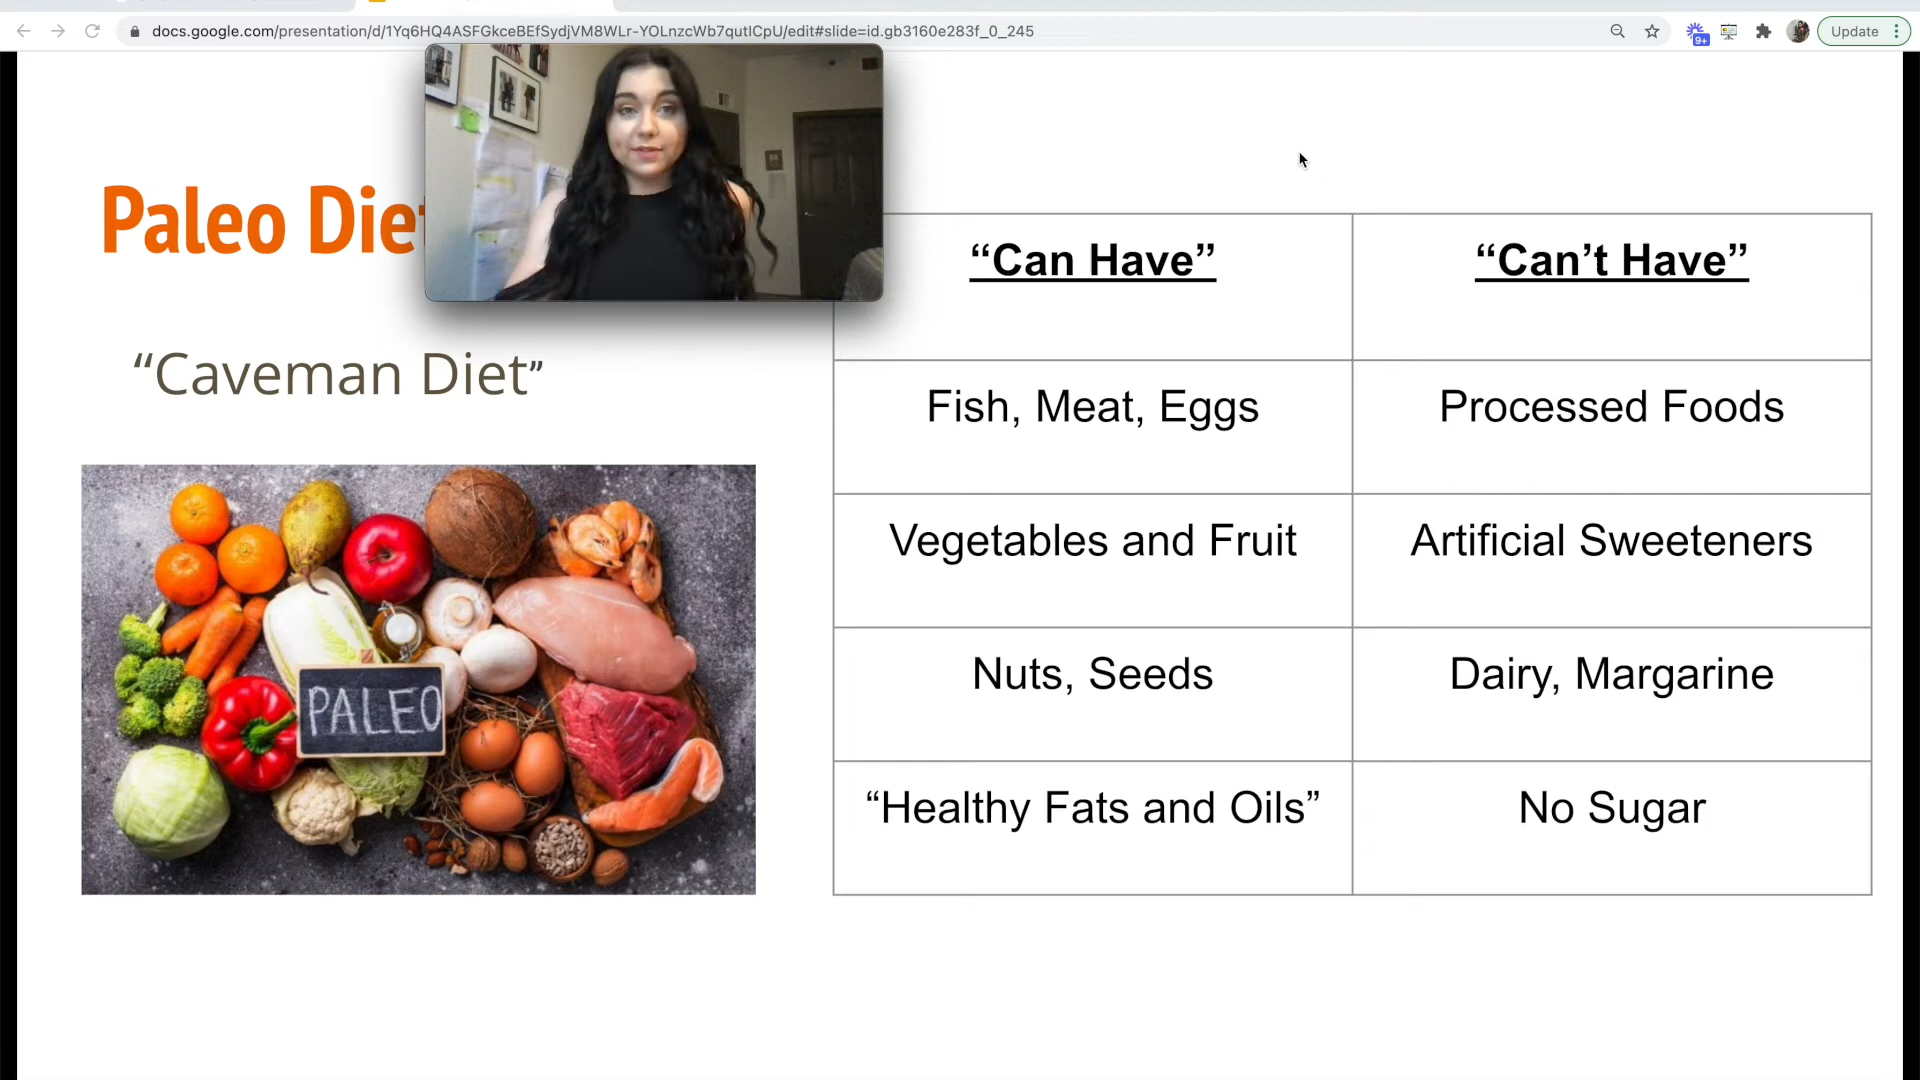 docs.google.com/presentation/d/1Yq6HQ4ASFGkceBEfSydjVM8WLr-YOLnzcWb7qutlCpU/edit#slide=id.gb3160e283f_0_245
9+
Update
Paleo Diet
“Caveman Diet”
PALEO
“Can Have” “Can’t Have”
Fish, Meat, Eggs Processed Foods
Vegetables and Fruit Artificial Sweeteners
Nuts, Seeds Dairy, Margarine
“Healthy Fats and Oils” No Sugar